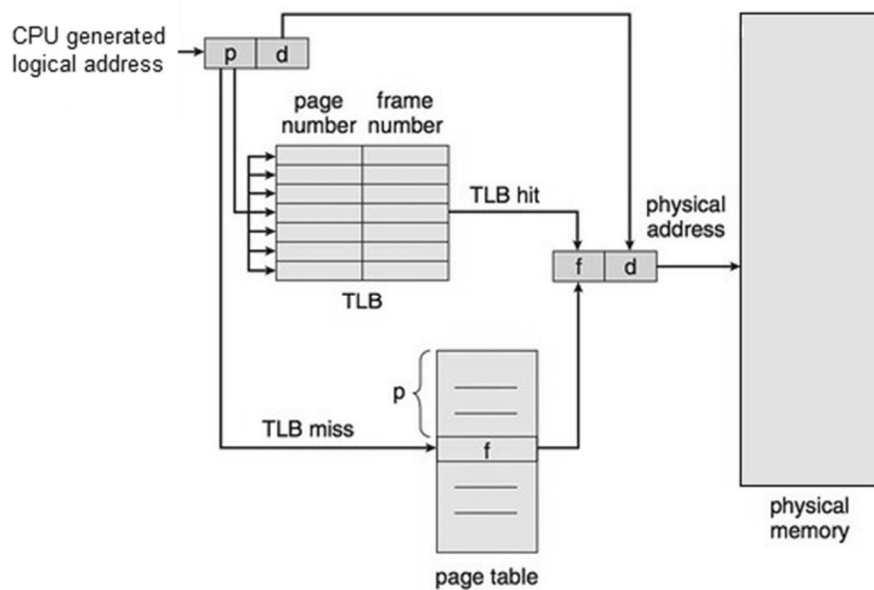 CPU generated
logical address
p d
page
number
frame
number
TLB hit
physical
address
f d
TLB
p
TLB miss
f
physical
memory
page table